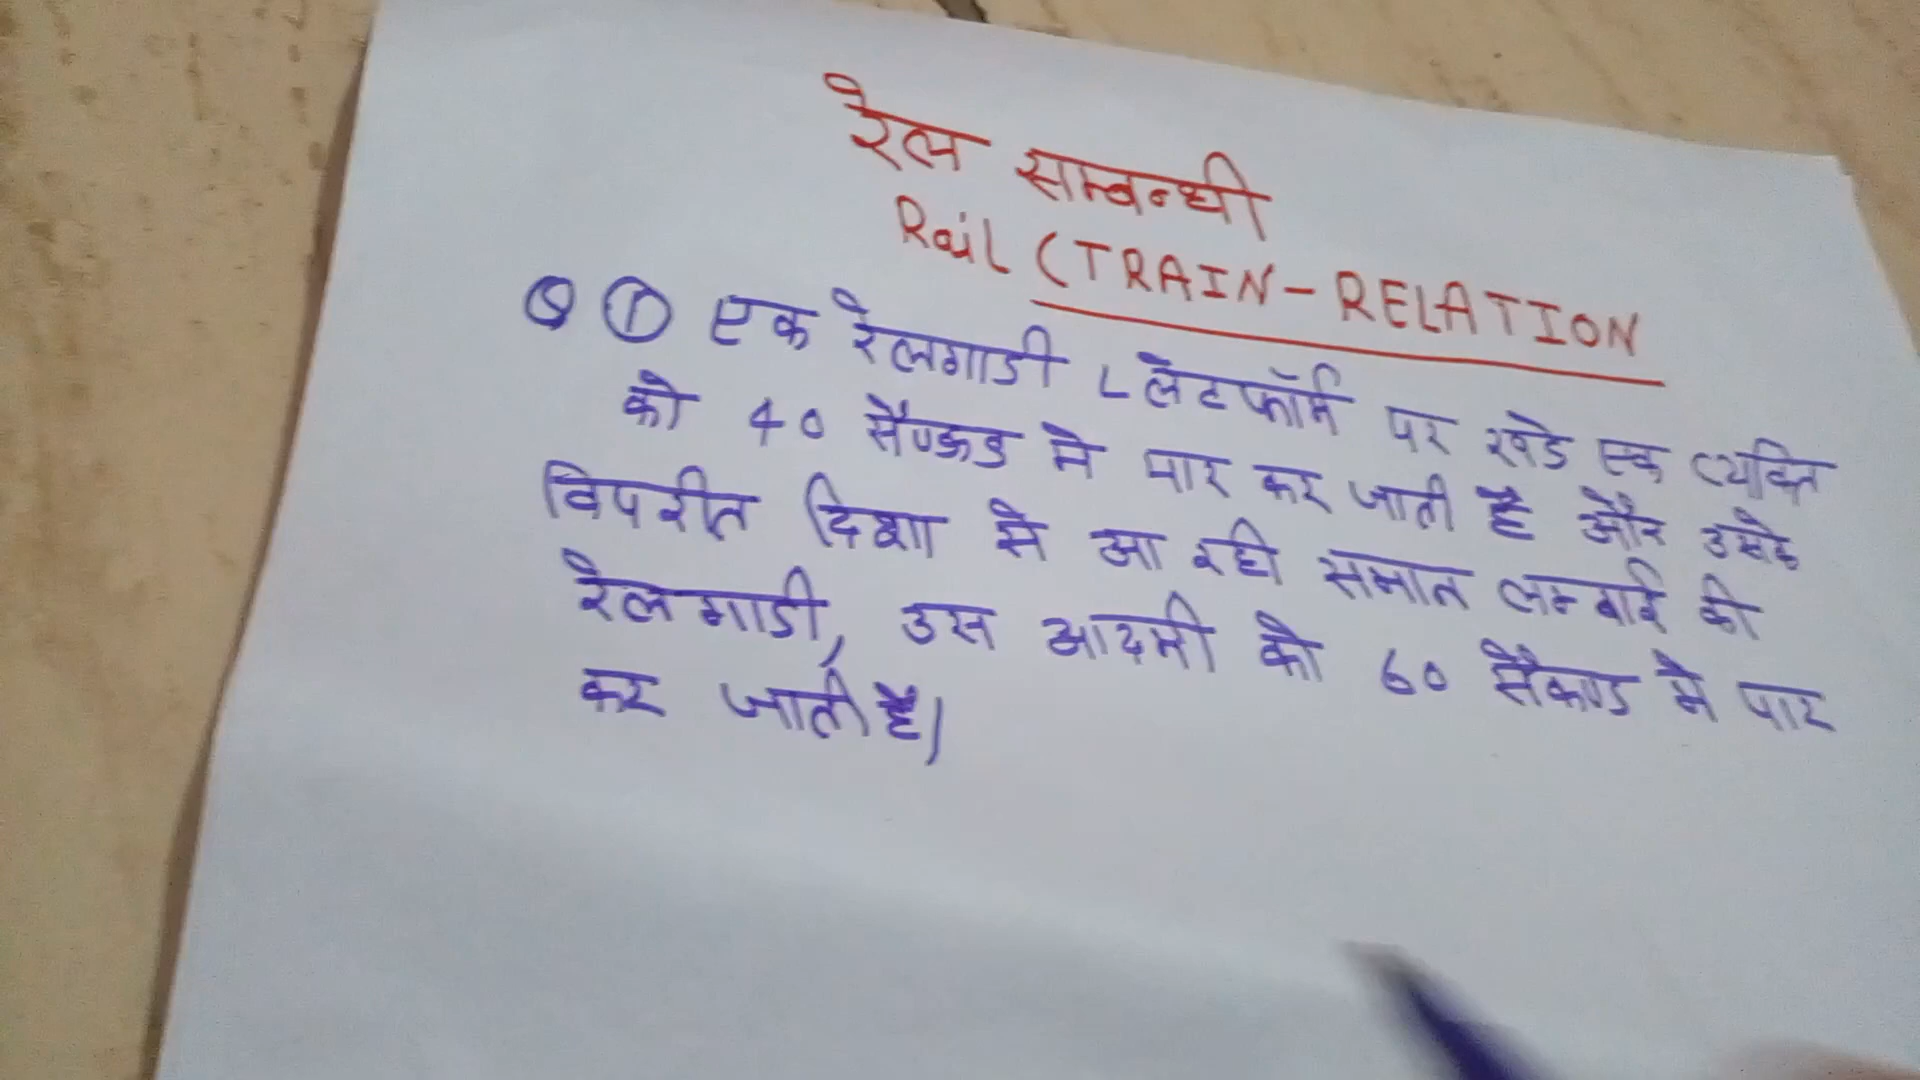 रेल सम्बन्धी
Rail (TRAIN-RELATION
Q ① एक रेलगाडी प्लेटफॉर्म पर खडे एक व्यक्ति
को 40 सैण्कड मे पार कर जाती है और उसके
विपरीत दिशा से आ रही समान लम्बाई की
रेलगाडी, उस आदमी को 60 सैकण्ड मे पार
कर जाती है।